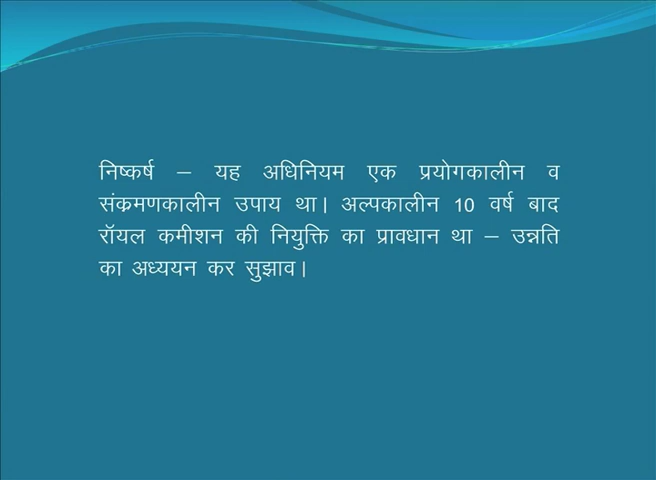 निष्कर्ष – यह अधिनियम एक प्रयोगकालीन व
संक्रमणकालीन उपाय था। अल्पकालीन 10 वर्ष बाद
रॉयल कमीशन की नियुक्ति का प्रावधान था – उन्नति
का अध्ययन कर सुझाव।